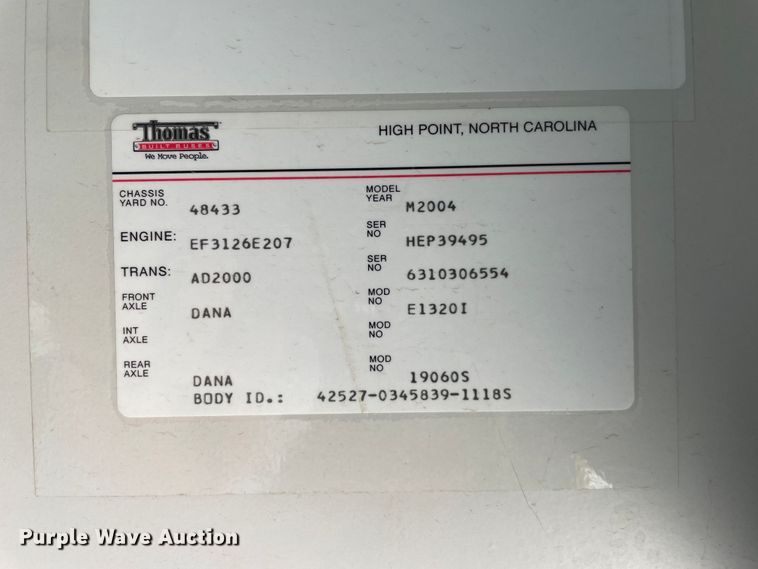 Thomas
BUILT BUSES
We Move People.
HIGH POINT, NORTH CAROLINA
CHASSIS YARD NO. 48433 MODEL YEAR M2004
ENGINE: EF3126E207 SER NO HEP39495
TRANS: AD2000 SER NO 6310306554
FRONT AXLE DANA MOD NO E1320I
INT AXLE MOD NO
REAR AXLE DANA MOD NO 19060S
BODY ID.: 42527-0345839-1118S
Purple Wave Auction